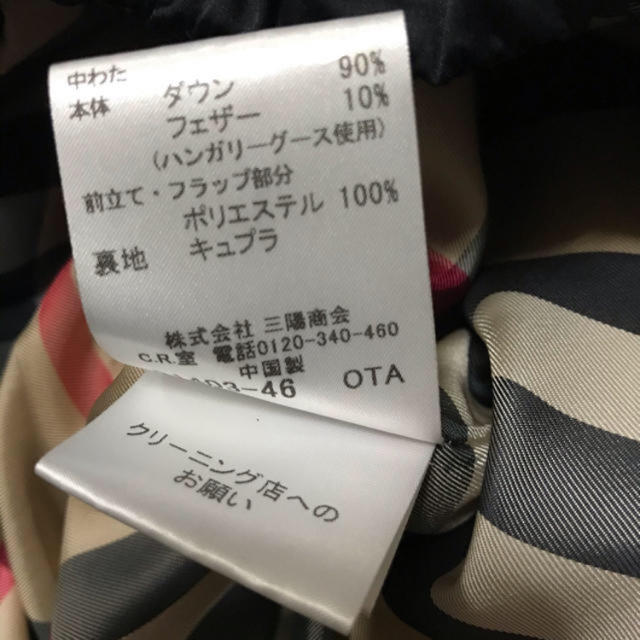 中わた
本体 ダウン 90%
フェザー 10%
(ハンガリーグース使用)
前立て・フラップ部分
ポリエステル 100%
裏地 キュプラ
株式会社 三陽商会
C.R室 電話0120-340-460
中国製
-46 OTA
クリーニング店への
お願い